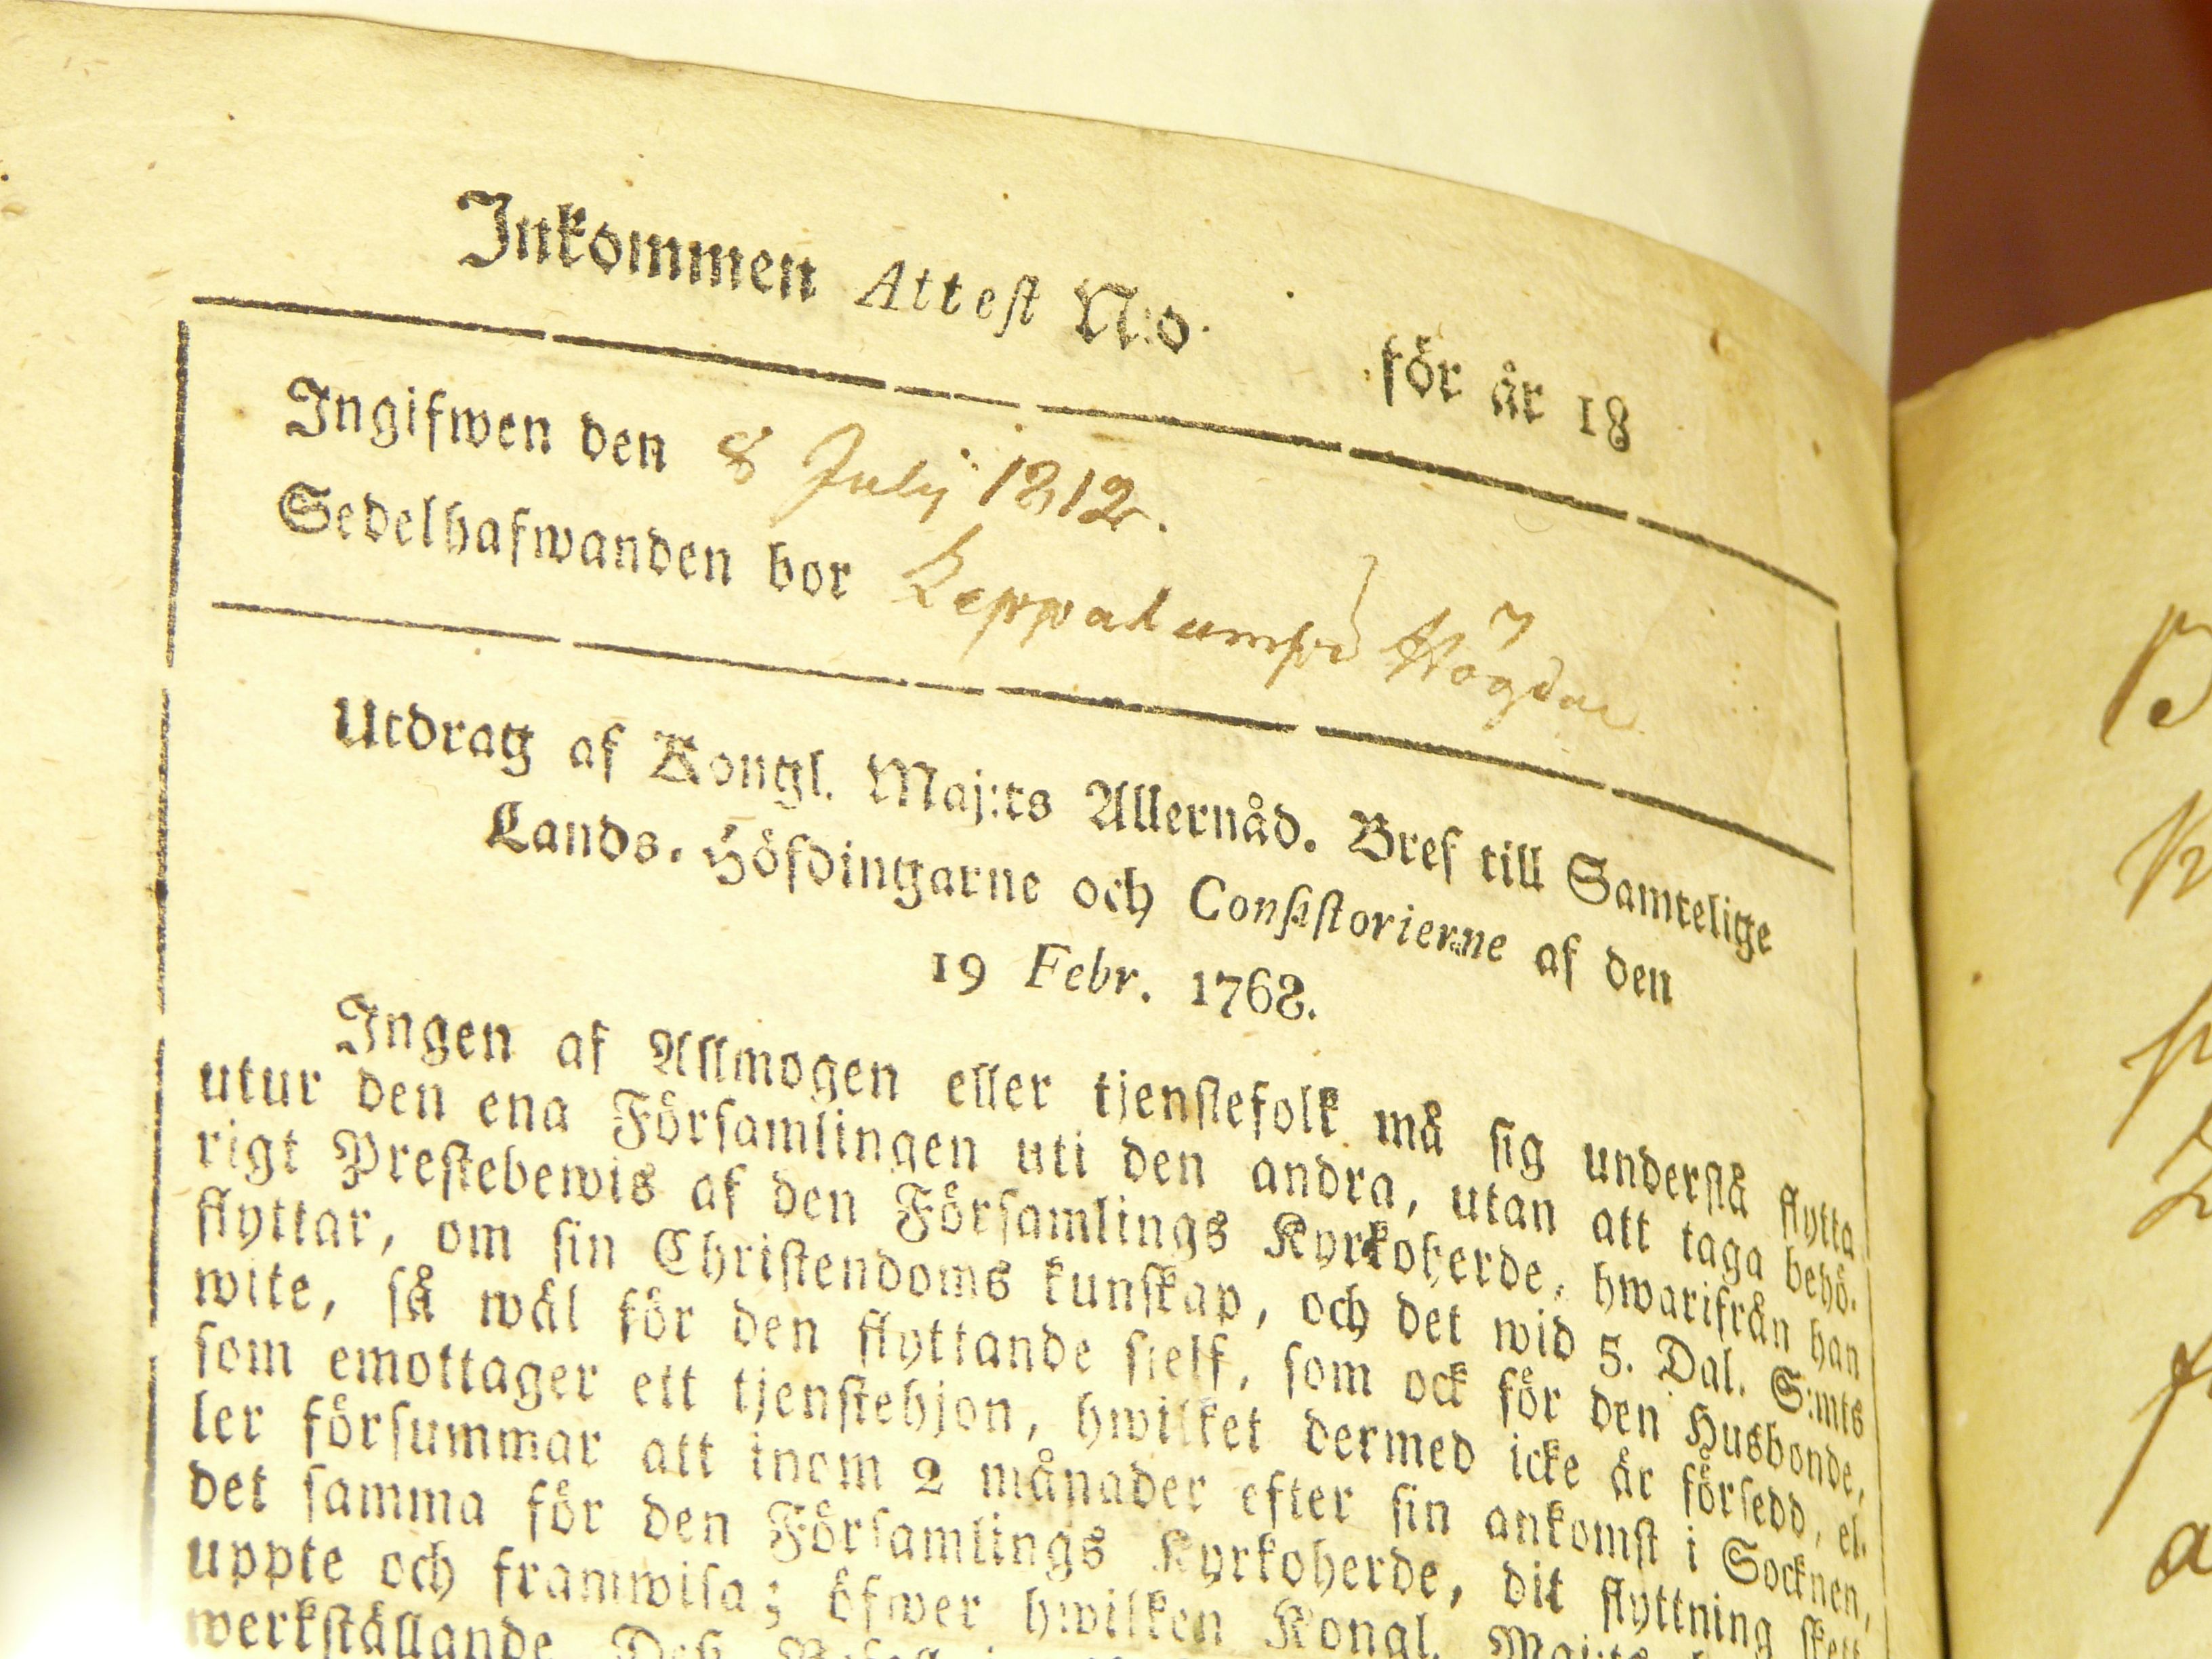 Inkommen Attest N:o för år 18
Ingifwen den 8 July 1812.
Sedelhafwanden bor
Utdrag af Kongl. Maj:ts Allernåd. Bref till Samtelige
Lands-Höfdingarne och Consistorierne af den
19 Febr. 1768.
Ingen af Allmogen eller tjenstefolk må sig understå flytta
utur den ena Församlingen uti den andra, utan att taga behö-
rigt Prestebewis af den Församlings Kyrkoherde, hwarifrån han
flyttar, om sin Christendoms kunskap, och det wid 5. Dal. S:mts
wite, så wäl för den flyttande sielf, som ock för den Husbonde,
som emottager ett tjenstehjon, hwilket dermed icke är försedd, el-
ler försummar att inom 2 månader efter sin ankomst i Socknen,
det samma för den Församlings Kyrkoherde, dit flyttning skett
uppte och framwisa; öfwer hwilken Kongl.
werkställande
B